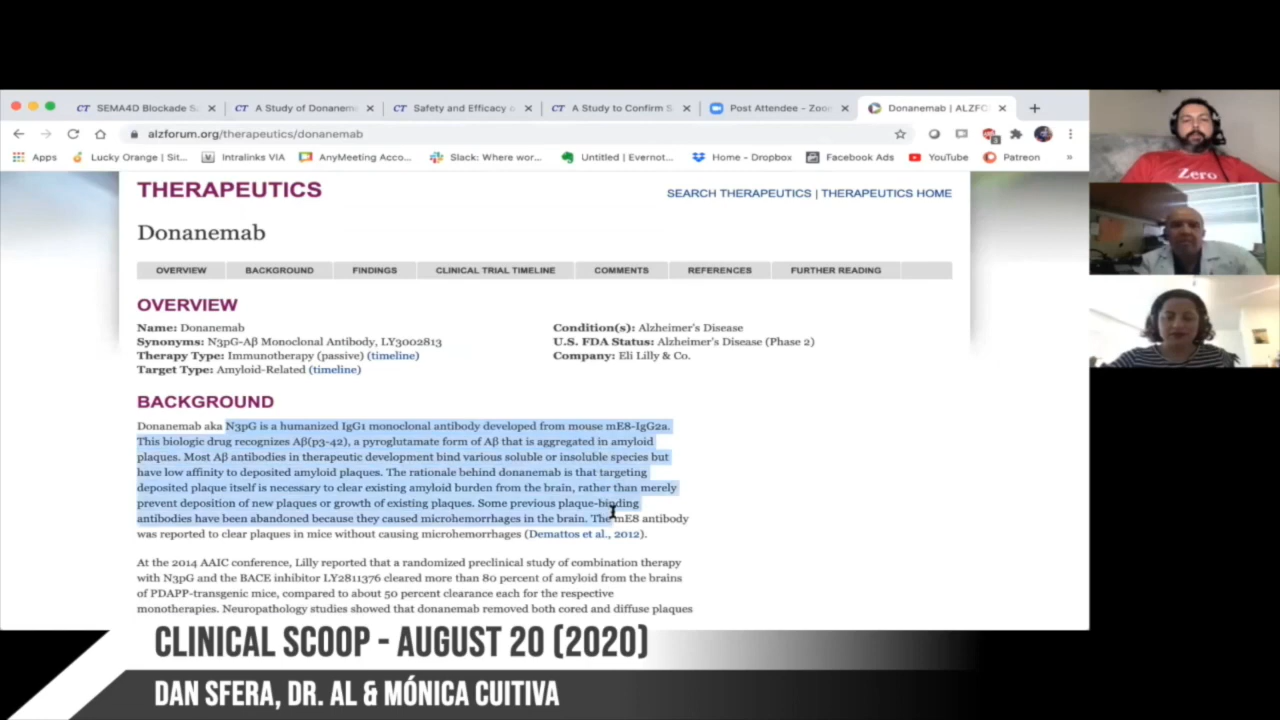 SEMA4D Blockade S
A Study of Donanem
Safety and Efficacy o
A Study to Confirm S
Post Attendee - Zoo
Donanemab | ALZFO
alzforum.org/therapeutics/donanemab
Apps
Lucky Orange | Sit...
Intralinks VIA
AnyMeeting Acco...
Slack: Where wor...
Untitled | Evernot...
Home - Dropbox
Facebook Ads
YouTube
Patreon
»
THERAPEUTICS
SEARCH THERAPEUTICS | THERAPEUTICS HOME
Donanemab
OVERVIEW BACKGROUND FINDINGS CLINICAL TRIAL TIMELINE COMMENTS REFERENCES FURTHER READING
OVERVIEW
Name: Donanemab
Synonyms: N3pG-Aβ Monoclonal Antibody, LY3002813
Therapy Type: Immunotherapy (passive) (timeline)
Target Type: Amyloid-Related (timeline)
Condition(s): Alzheimer's Disease
U.S. FDA Status: Alzheimer's Disease (Phase 2)
Company: Eli Lilly & Co.
BACKGROUND
Donanemab aka N3pG is a humanized IgG1 monoclonal antibody developed from mouse mE8-IgG2a.
This biologic drug recognizes Aβ(p3-42), a pyroglutamate form of Aβ that is aggregated in amyloid
plaques. Most Aβ antibodies in therapeutic development bind various soluble or insoluble species but
have low affinity to deposited amyloid plaques. The rationale behind donanemab is that targeting
deposited plaque itself is necessary to clear existing amyloid burden from the brain, rather than merely
prevent deposition of new plaques or growth of existing plaques. Some previous plaque-binding
antibodies have been abandoned because they caused microhemorrhages in the brain. The mE8 antibody
was reported to clear plaques in mice without causing microhemorrhages (Demattos et al., 2012).
At the 2014 AAIC conference, Lilly reported that a randomized preclinical study of combination therapy
with N3pG and the BACE inhibitor LY2811376 cleared more than 80 percent of amyloid from the brains
of PDAPP-transgenic mice, compared to about 50 percent clearance each for the respective
monotherapies. Neuropathology studies showed that donanemab removed both cored and diffuse plaques
Zero
CLINICAL SCOOP - AUGUST 20 (2020)
DAN SFERA, DR. AL & MÓNICA CUITIVA